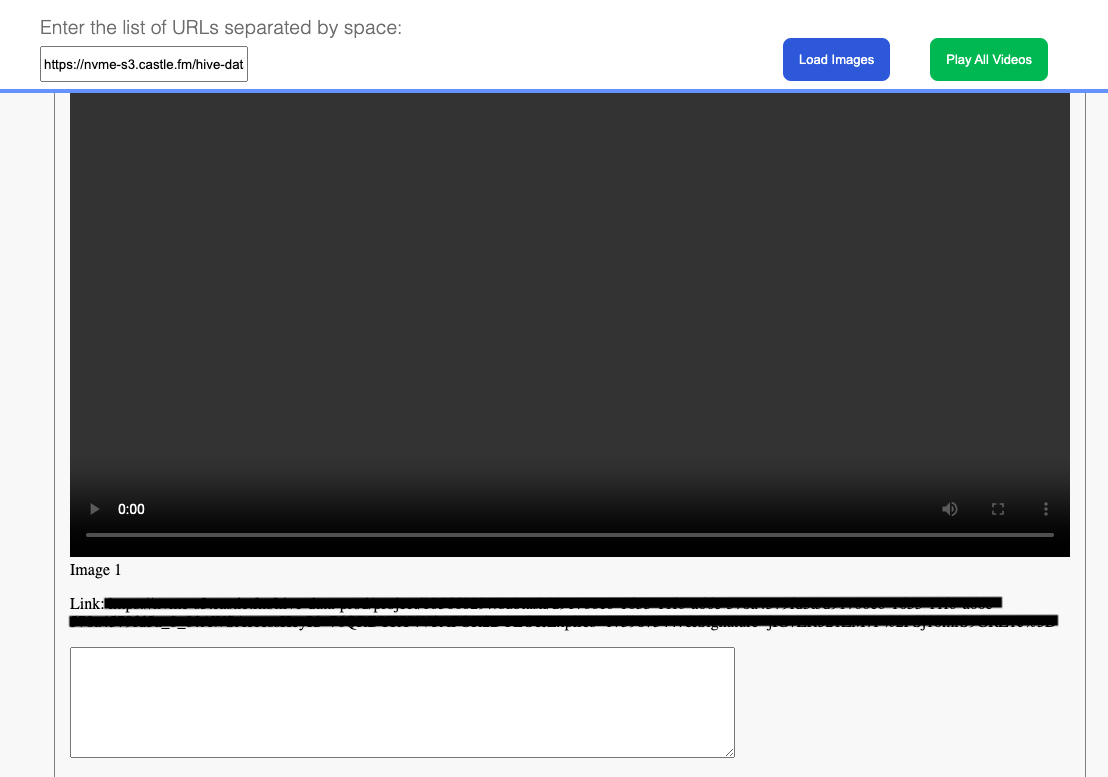 Enter the list of URLs separated by space:
https://nvme-s3.castle.fm/hive-dat
Load Images
Play All Videos
0:00
Image 1
Link: